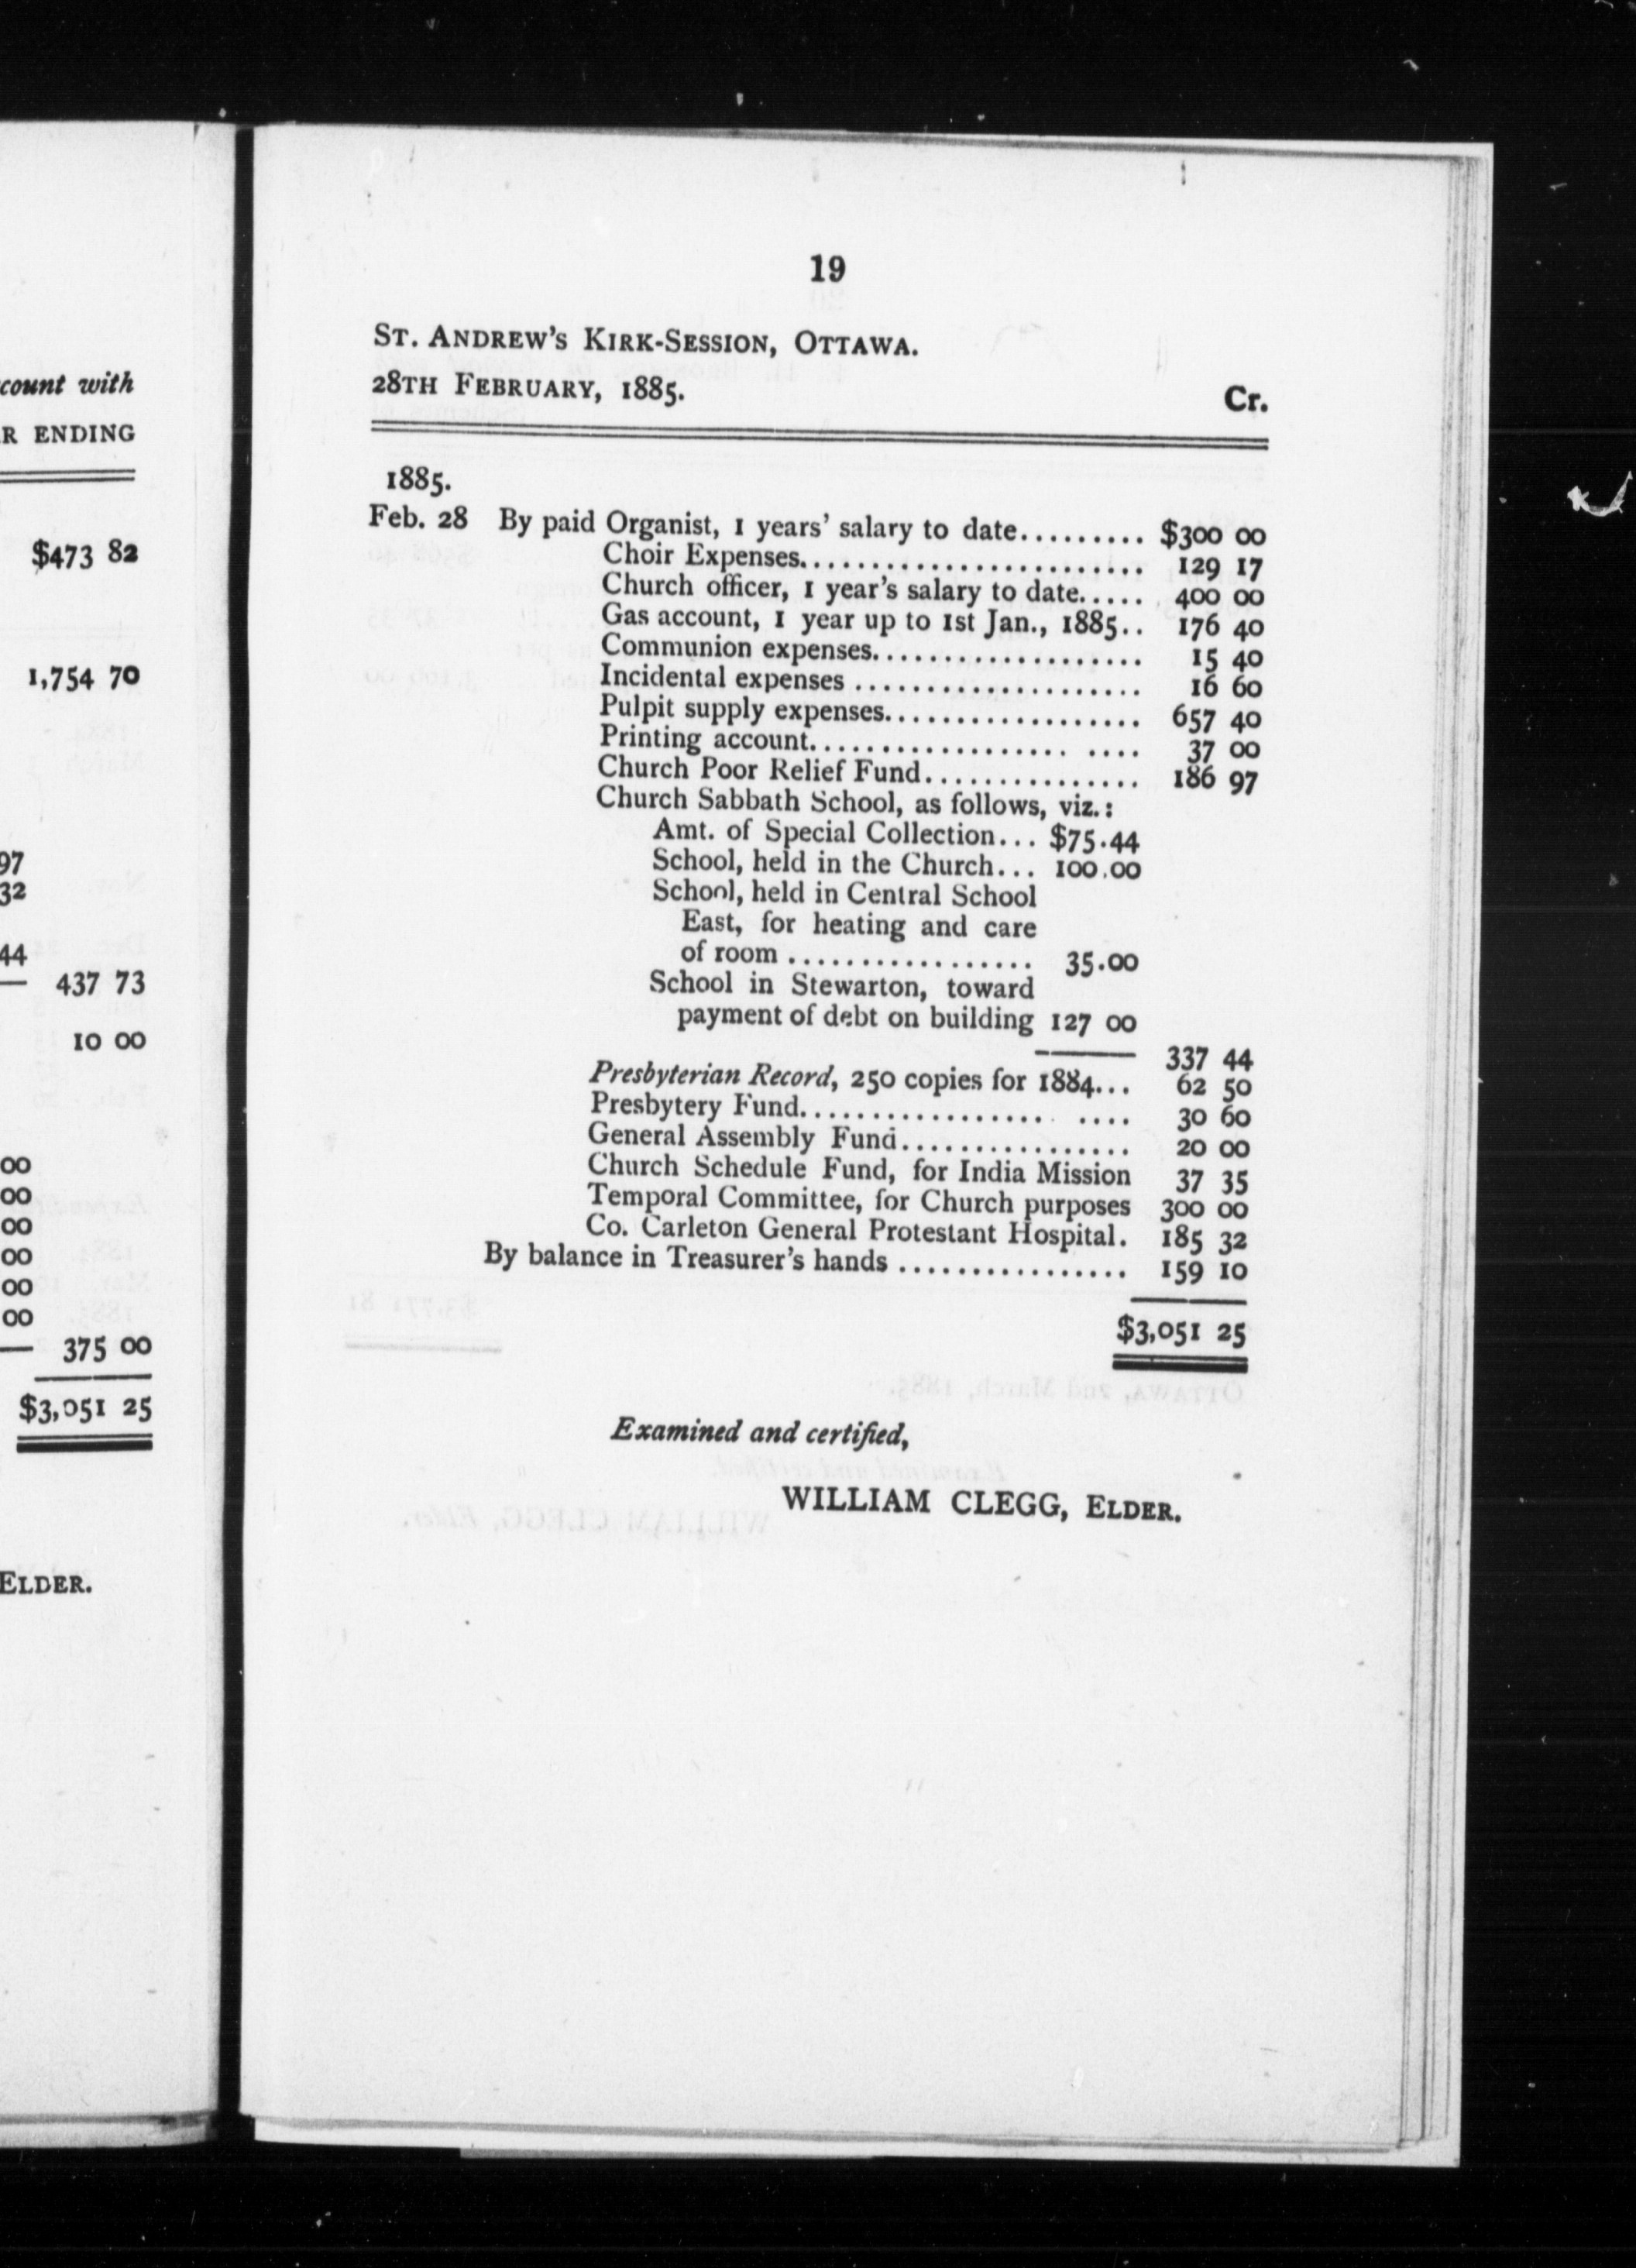 count with
R ENDING
$473 82
1,754 70
97
32
44
437 73
10 00
00
00
00
00
00
00
375 00
$3,051 25
ELDER.
19
ST. ANDREW'S KIRK-SESSION, OTTAWA.
28TH FEBRUARY, 1885. Cr.
1885.
Feb. 28 By paid Organist, 1 years' salary to date......... $300 00
Choir Expenses........................ 129 17
Church officer, 1 year's salary to date..... 400 00
Gas account, 1 year up to 1st Jan., 1885.. 176 40
Communion expenses................... 15 40
Incidental expenses .................... 16 60
Pulpit supply expenses.................. 657 40
Printing account.................. .... 37 00
Church Poor Relief Fund............... 186 97
Church Sabbath School, as follows, viz.:
Amt. of Special Collection... $75.44
School, held in the Church... 100.00
School, held in Central School
East, for heating and care
of room ................. 35.00
School in Stewarton, toward
payment of debt on building 127 00
337 44
Presbyterian Record, 250 copies for 1884... 62 50
Presbytery Fund................. .... 30 60
General Assembly Fund................ 20 00
Church Schedule Fund, for India Mission 37 35
Temporal Committee, for Church purposes 300 00
Co. Carleton General Protestant Hospital. 185 32
By balance in Treasurer's hands ................ 159 10
$3,051 25
Examined and certified,
WILLIAM CLEGG, ELDER.